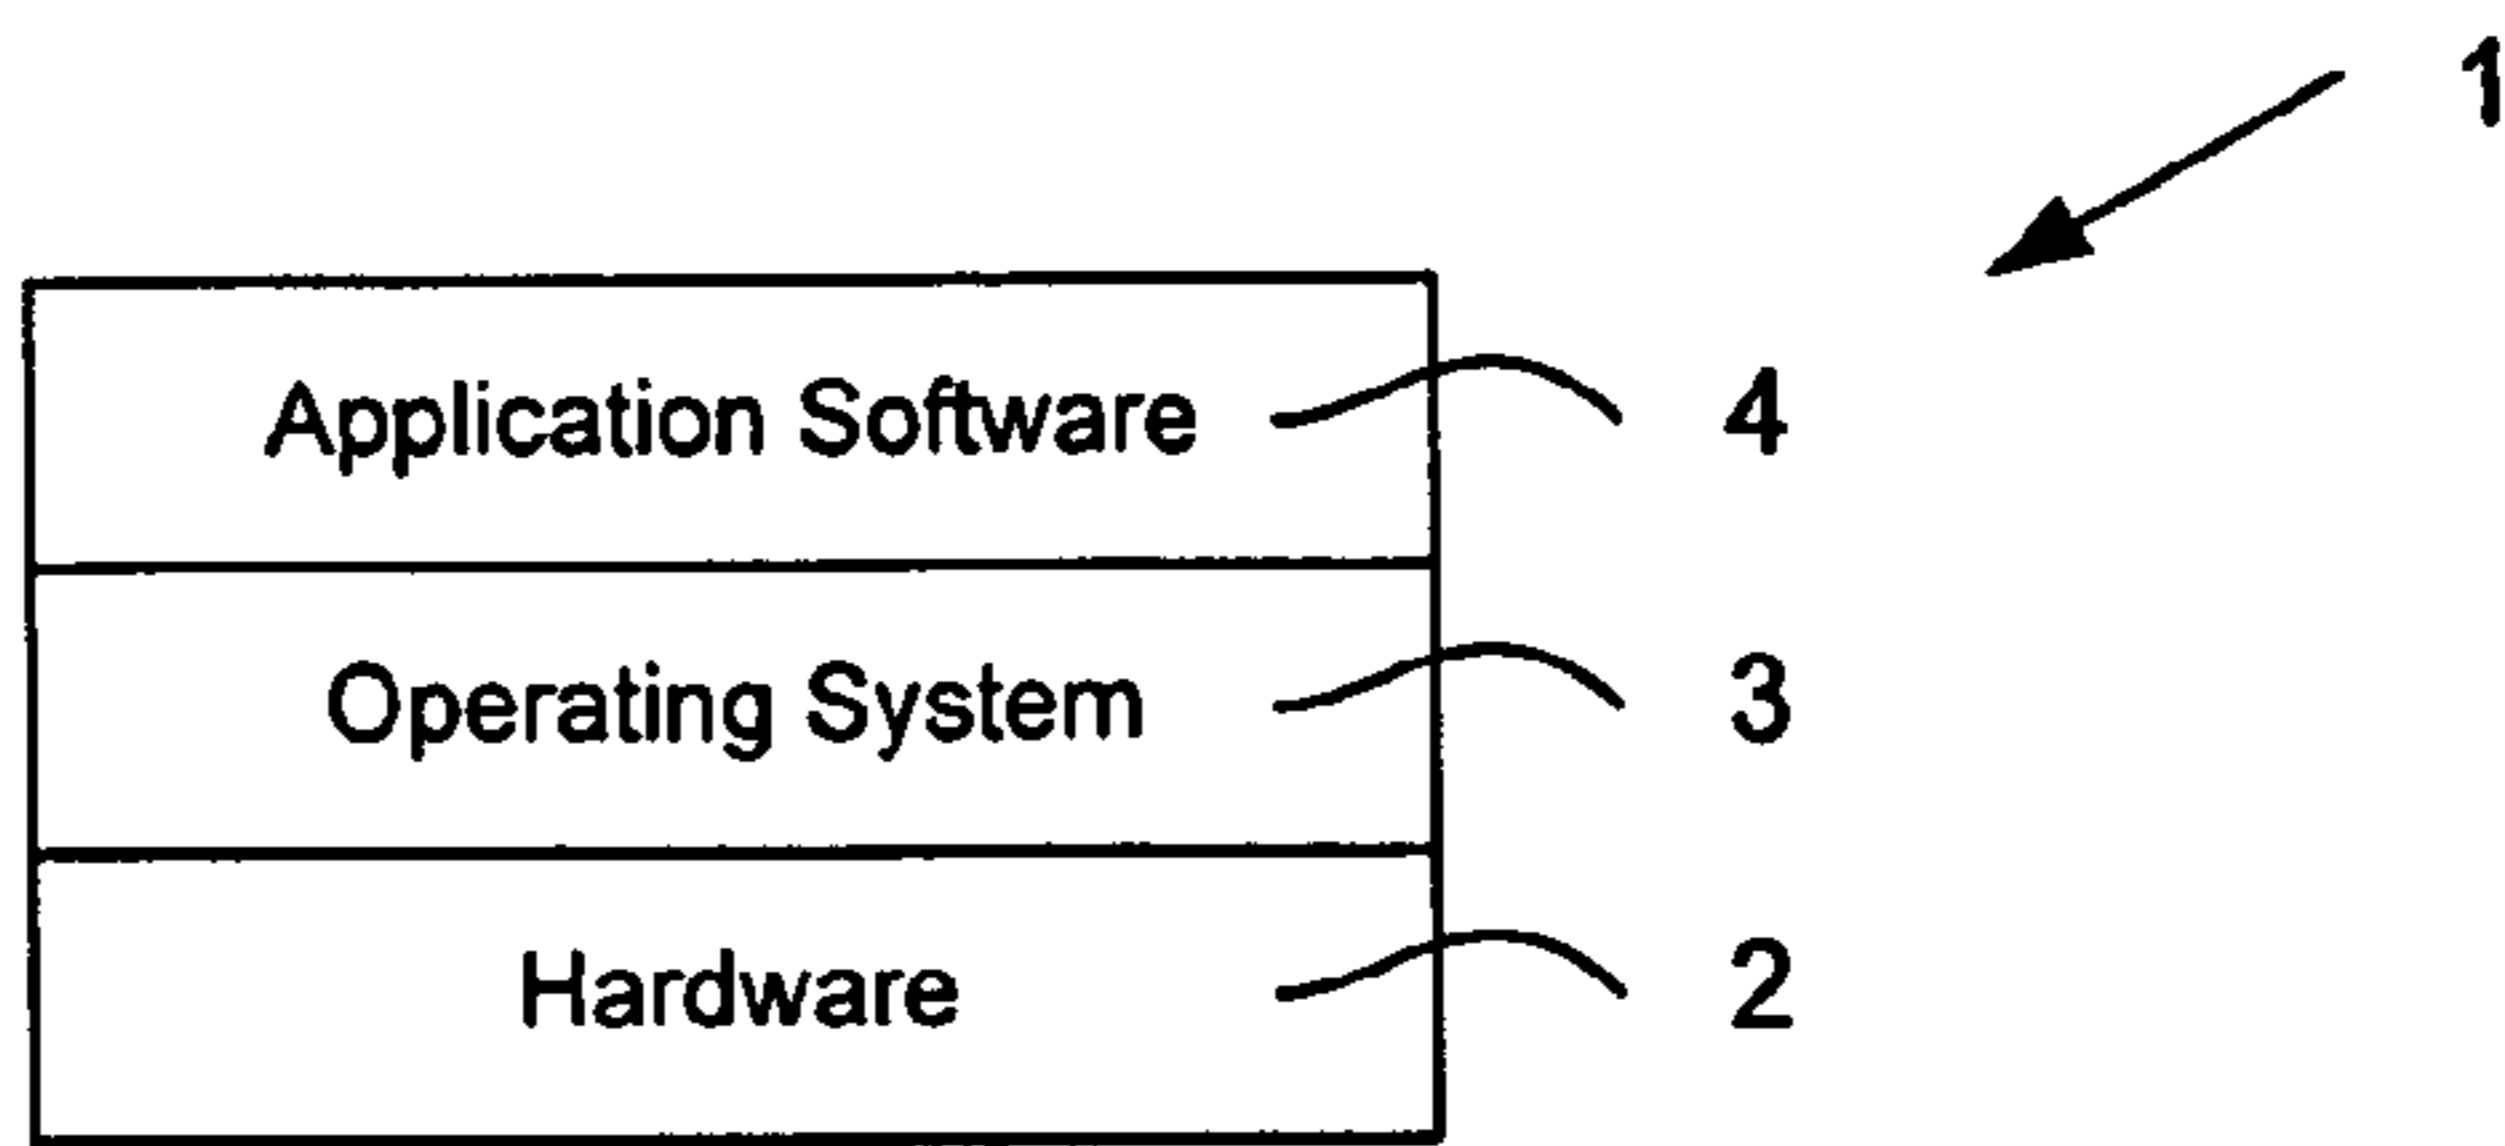 1
Application Software 4
Operating System 3
Hardware 2